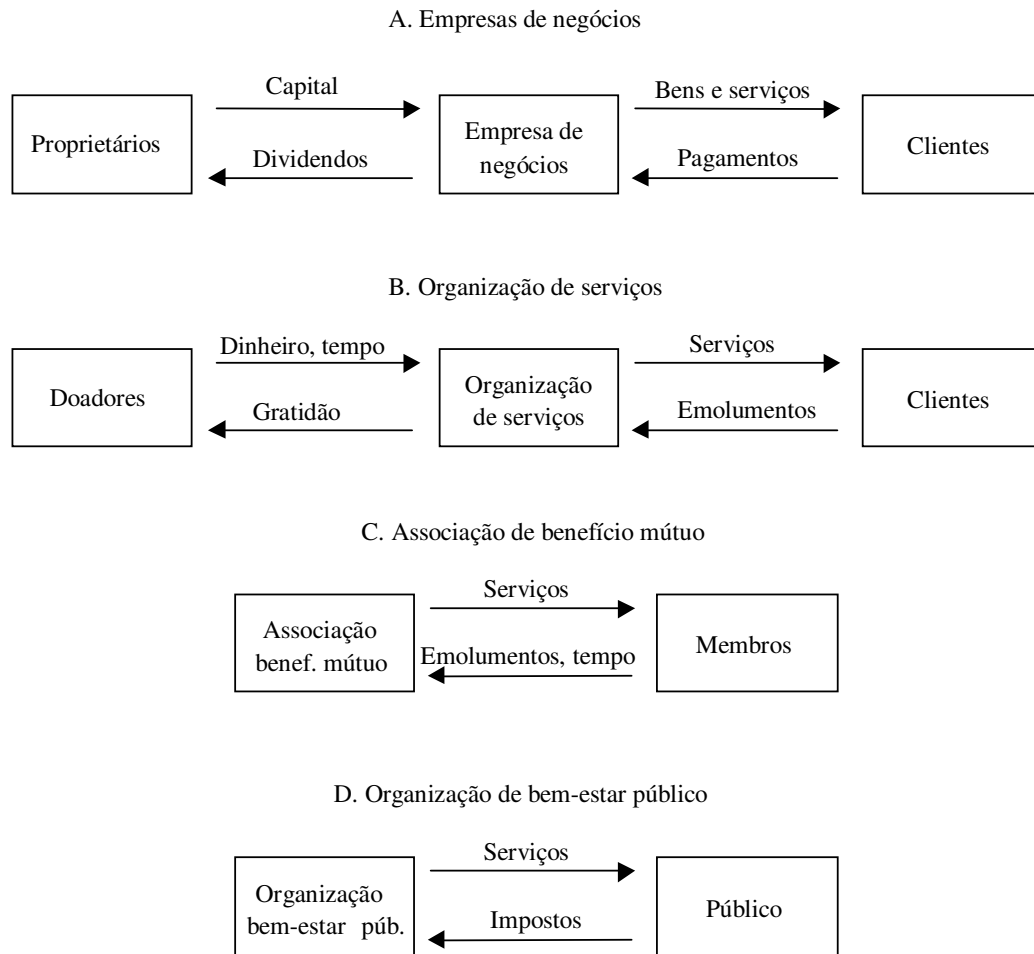 A. Empresas de negócios
Capital
Bens e serviços
Proprietários
Empresa de
negócios
Clientes
Dividendos
Pagamentos
B. Organização de serviços
Dinheiro, tempo
Serviços
Doadores
Organização
de serviços
Clientes
Gratidão
Emolumentos
C. Associação de benefício mútuo
Serviços
Associação
benef. mútuo
Membros
Emolumentos, tempo
D. Organização de bem-estar público
Serviços
Organização
bem-estar púb.
Público
Impostos